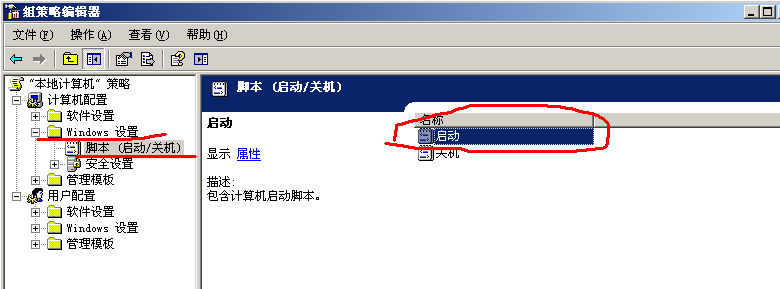 组策略编辑器
文件(F) 操作(A) 查看(V) 帮助(H)
"本地计算机" 策略
计算机配置
软件设置
Windows 设置
脚本 (启动/关机)
安全设置
管理模板
用户配置
软件设置
Windows 设置
管理模板
脚本 (启动/关机)
启动
显示 属性
描述:
包含计算机启动脚本。
名称
启动
关机